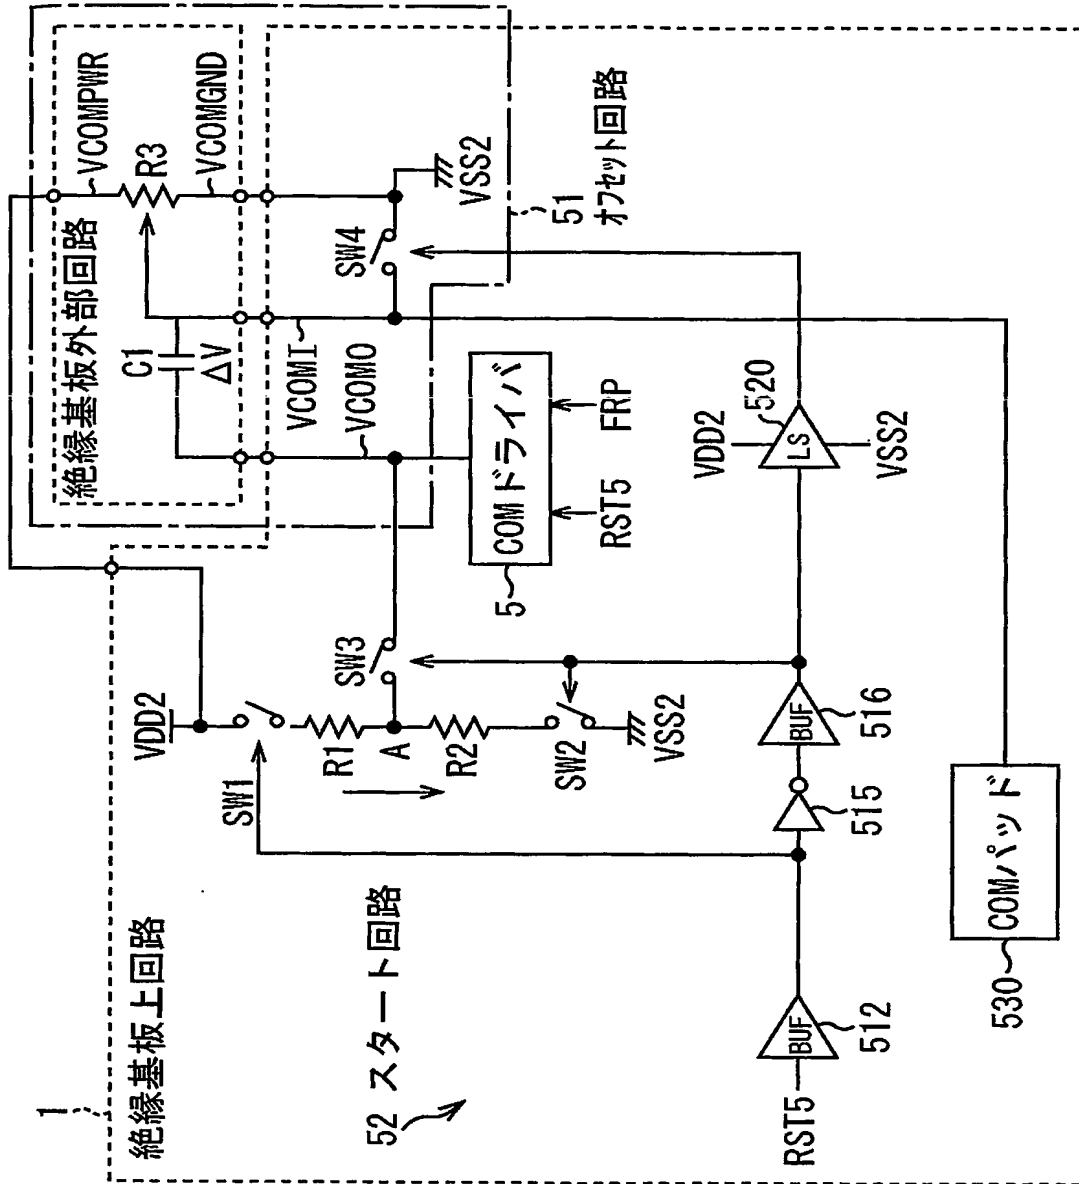 1
絶縁基板上回路
52 スタート回路
VDD2
SW1
R1
A
R2
SW2
VSS2
SW3
絶縁基板外部回路
VCOMPWR
R3
VCOMGND
C1
ΔV
VCOMI
VCOMO
SW4
VSS2
51
オフセット回路
5
COMドライバ
RST5
FRP
RST5
BUF
512
515
BUF
516
VDD2
LS
520
VSS2
530
COMパッド